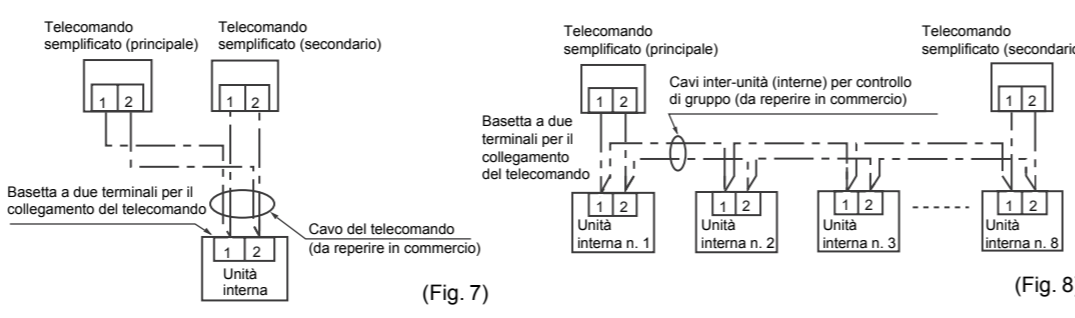 Telecomando
semplificato (principale)
Telecomando
semplificato (secondario)
1 2
1 2
Basetta a due terminali per il
collegamento del telecomando
Cavo del telecomando
(da reperire in commercio)
1 2
Unità
interna
(Fig. 7)
Telecomando
semplificato (principale)
Telecomando
semplificato (secondario
1 2
Cavi inter-unità (interne) per controllo
di gruppo (da reperire in commercio)
1 2
Basetta a due
terminali per il
collegamento
del telecomando
1 2
Unità
interna n. 1
1 2
Unità
interna n. 2
1 2
Unità
interna n. 3
1 2
Unità
interna n. 8
(Fig. 8)